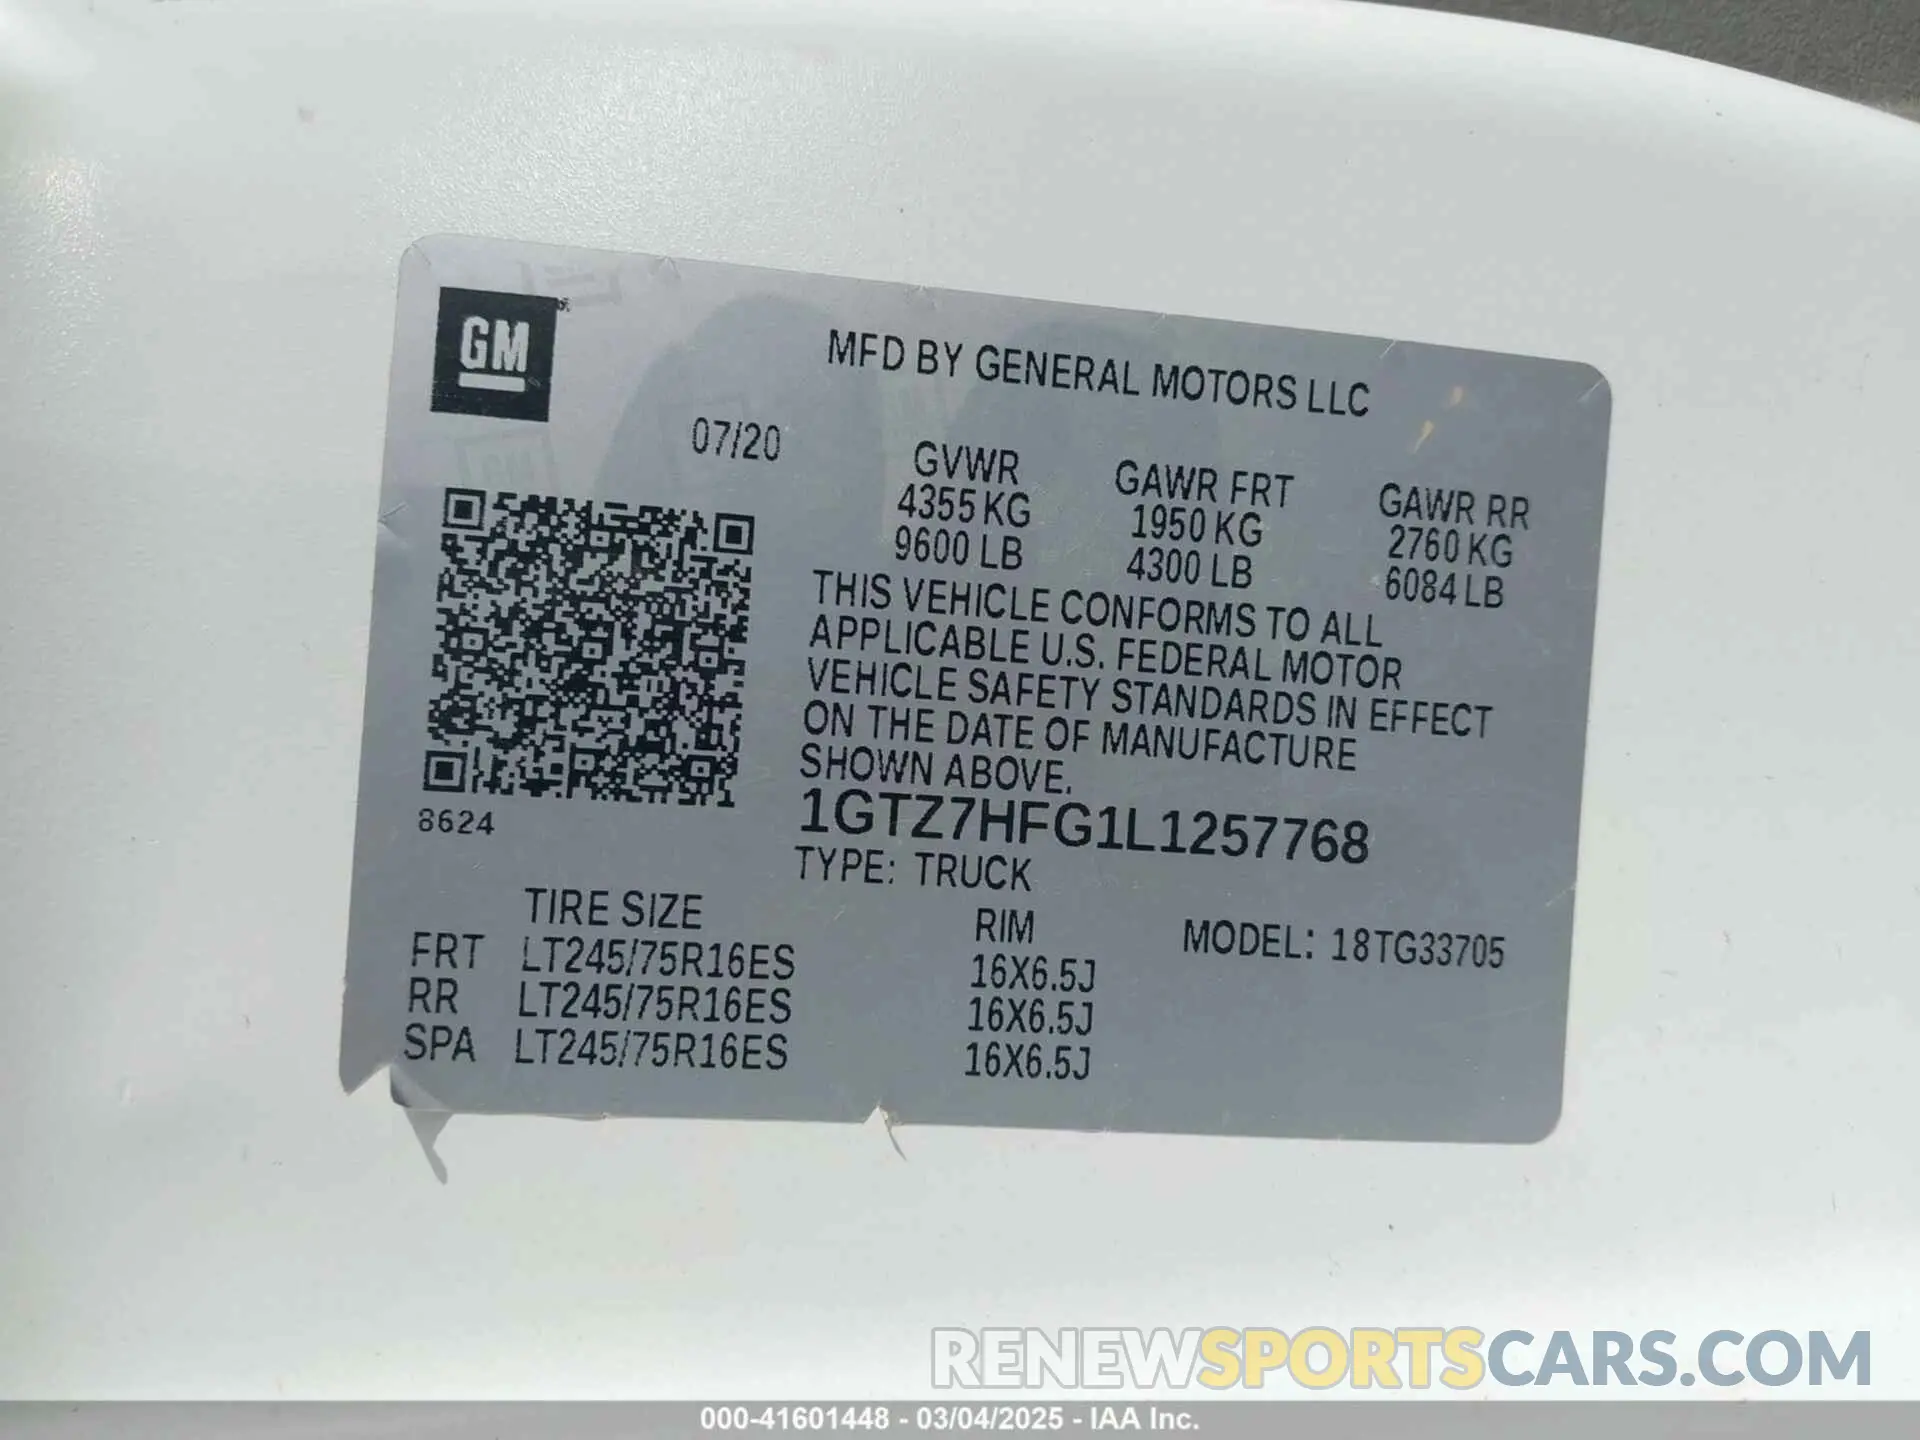 GM
MFD BY GENERAL MOTORS LLC
07/20
GVWR GAWR FRT GAWR RR
4355 KG 1950 KG 2760 KG
9600 LB 4300 LB 6084 LB
THIS VEHICLE CONFORMS TO ALL
APPLICABLE U.S. FEDERAL MOTOR
VEHICLE SAFETY STANDARDS IN EFFECT
ON THE DATE OF MANUFACTURE
SHOWN ABOVE.
8624
1GTZ7HFG1L1257768
TYPE: TRUCK
TIRE SIZE RIM MODEL: 18TG33705
FRT LT245/75R16ES 16X6.5J
RR LT245/75R16ES 16X6.5J
SPA LT245/75R16ES 16X6.5J
RENEWSPORTSCARS.COM
000-41601448 - 03/04/2025 - IAA Inc.